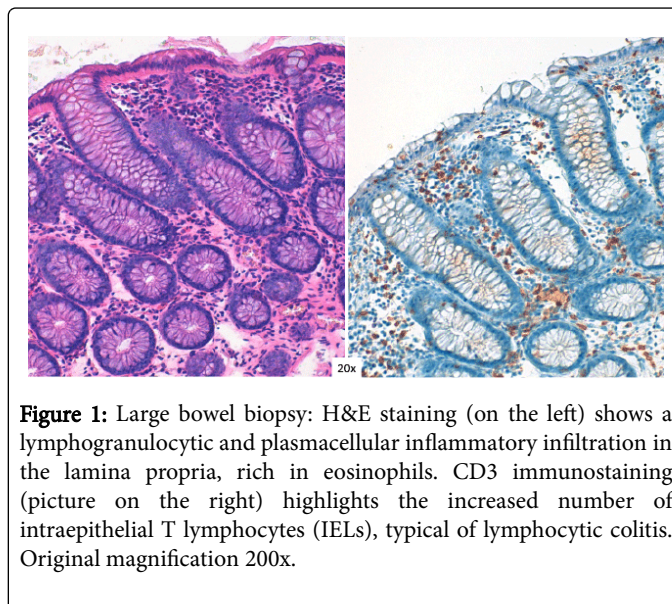 20x
Figure 1: Large bowel biopsy: H&E staining (on the left) shows a
lymphogranulocytic and plasmacellular inflammatory infiltration in
the lamina propria, rich in eosinophils. CD3 immunostaining
(picture on the right) highlights the increased number of
intraepithelial T lymphocytes (IELs), typical of lymphocytic colitis.
Original magnification 200x.